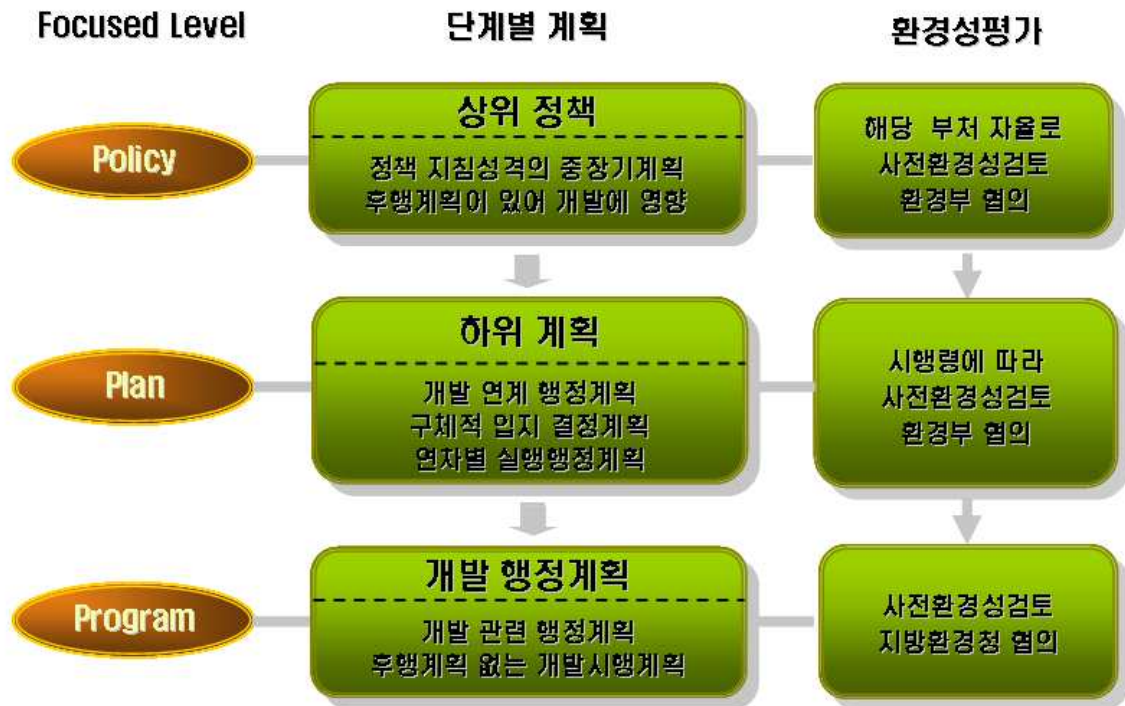 Focused Level
단계별 계획
환경성평가
Policy
상위 정책
정책 지침성격의 중장기계획
후행계획이 있어 개발에 영향
해당 부처 자율로
사전환경성검토
환경부 협의
Plan
하위 계획
개발 연계 행정계획
구체적 입지 결정계획
연차별 실행행정계획
시행령에 따라
사전환경성검토
환경부 협의
Program
개발 행정계획
개발 관련 행정계획
후행계획 없는 개발시행계획
사전환경성검토
지방환경청 협의